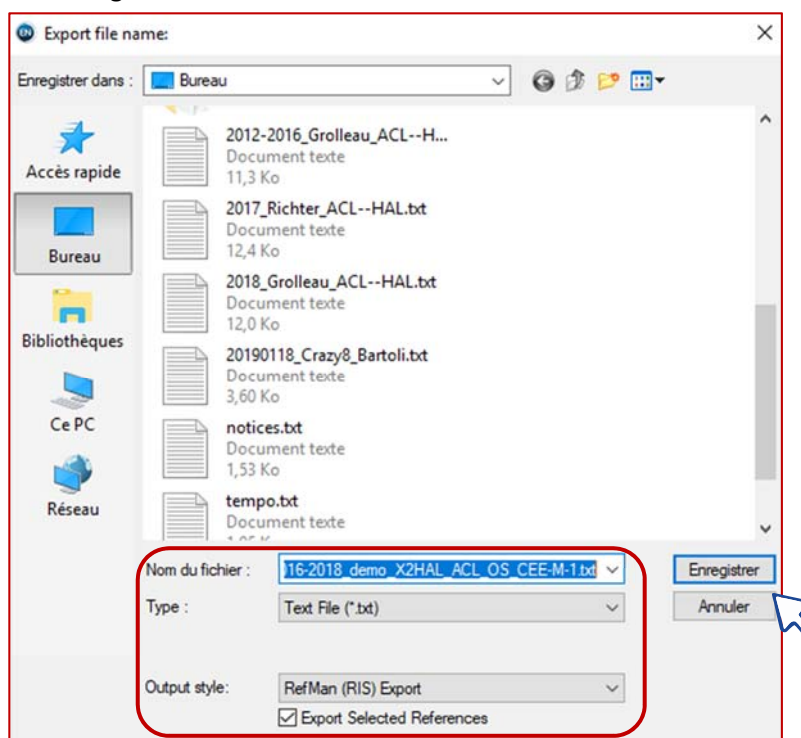 Export file name:
Enregistrer dans :
Bureau
Accès rapide
Bureau
Bibliothèques
Ce PC
Réseau
2012-2016_Grolleau_ACL--H...
Document texte
11,3 Ko
2017_Richter_ACL--HAL.txt
Document texte
12,4 Ko
2018_Grolleau_ACL--HAL.txt
Document texte
12,0 Ko
20190118_Crazy8_Bartoli.txt
Document texte
3,60 Ko
notices.txt
Document texte
1,53 Ko
tempo.txt
Document texte
Nom du fichier :
16-2018_demo_X2HAL_ACL_OS_CEE-M-1.txt
Enregistrer
Type :
Text File (*.txt)
Annuler
Output style:
RefMan (RIS) Export
Export Selected References